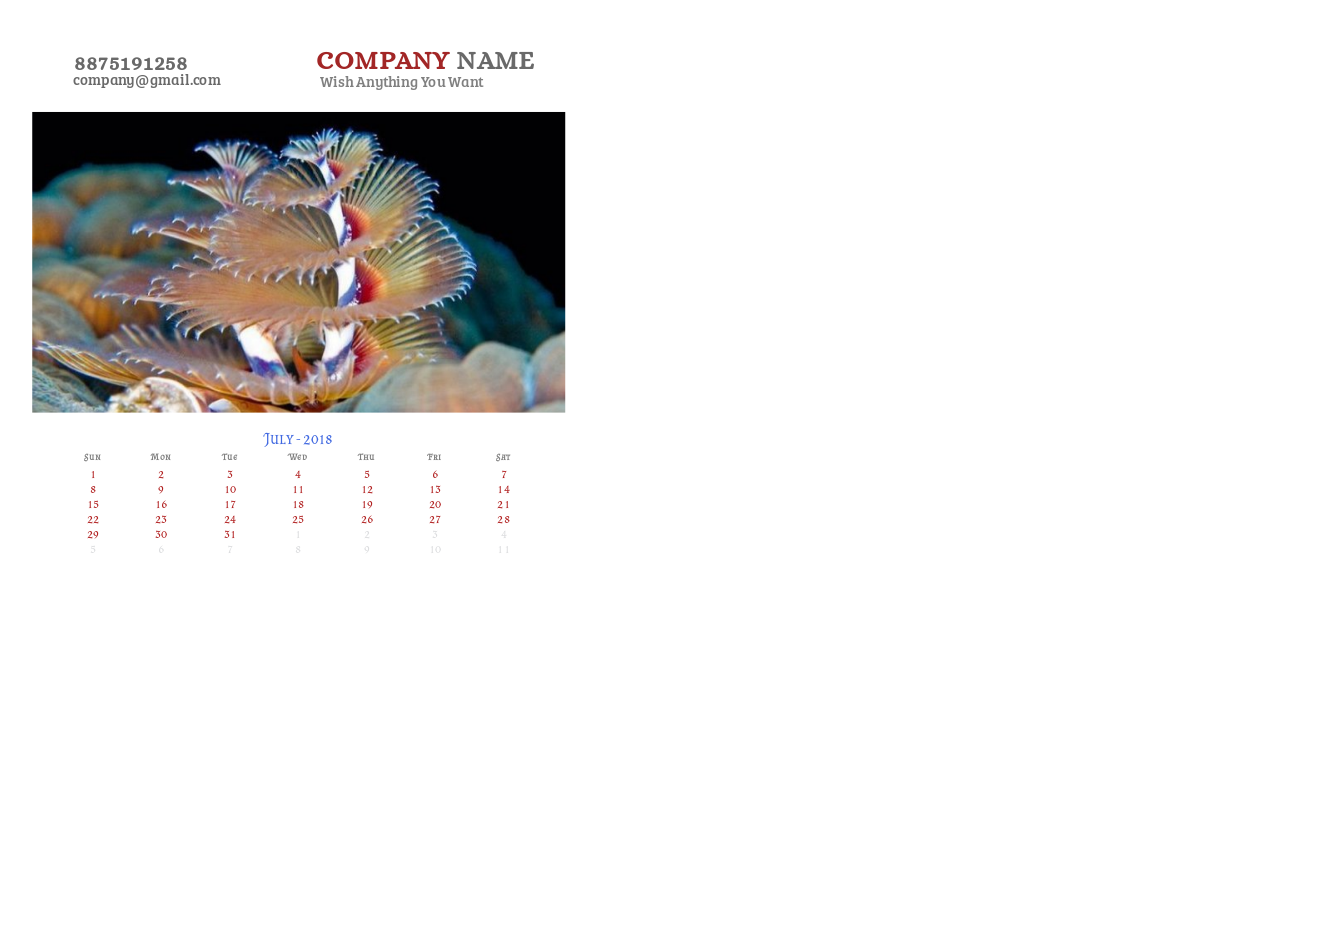 8875191258
company@gmail.com
COMPANY NAME
Wish Anything You Want
July - 2018
Sun Mon Tue Wed Thu Fri Sat
1 2 3 4 5 6 7
8 9 10 11 12 13 14
15 16 17 18 19 20 21
22 23 24 25 26 27 28
29 30 31 1 2 3 4
5 6 7 8 9 10 11